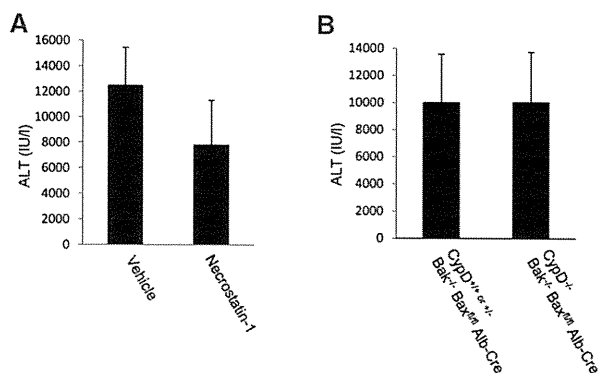 A
16000
14000
12000
10000
8000
6000
4000
2000
0
ALT (IU/l)
Vehicle
Necrostatin-1
B
14000
12000
10000
8000
6000
4000
2000
0
ALT (IU/l)
CypD+/+ or +/-
Bak-/- Baxfl/fl Alb-Cre
CypD-/-
Bak-/- Baxfl/fl Alb-Cre